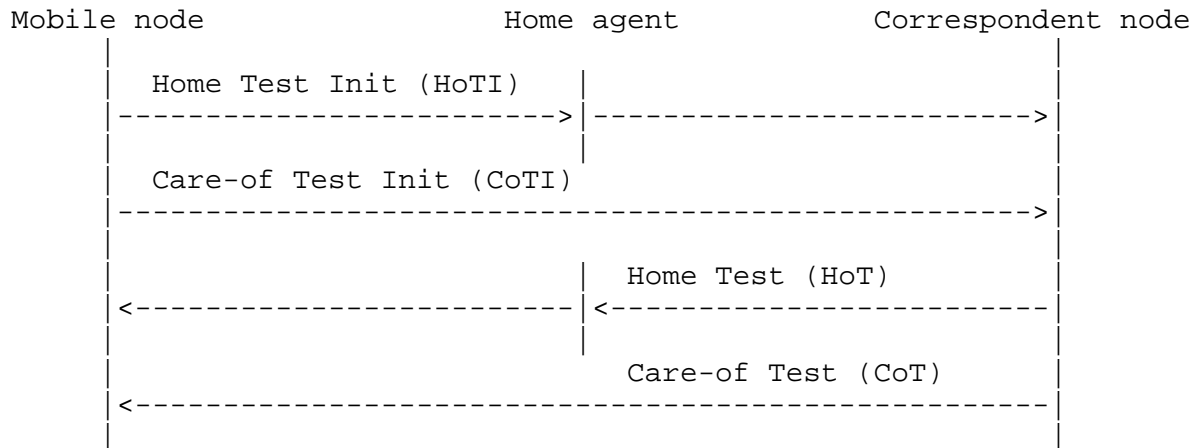 Mobile node Home agent Correspondent node
Home Test Init (HoTI)
Care-of Test Init (CoTI)
Home Test (HoT)
Care-of Test (CoT)